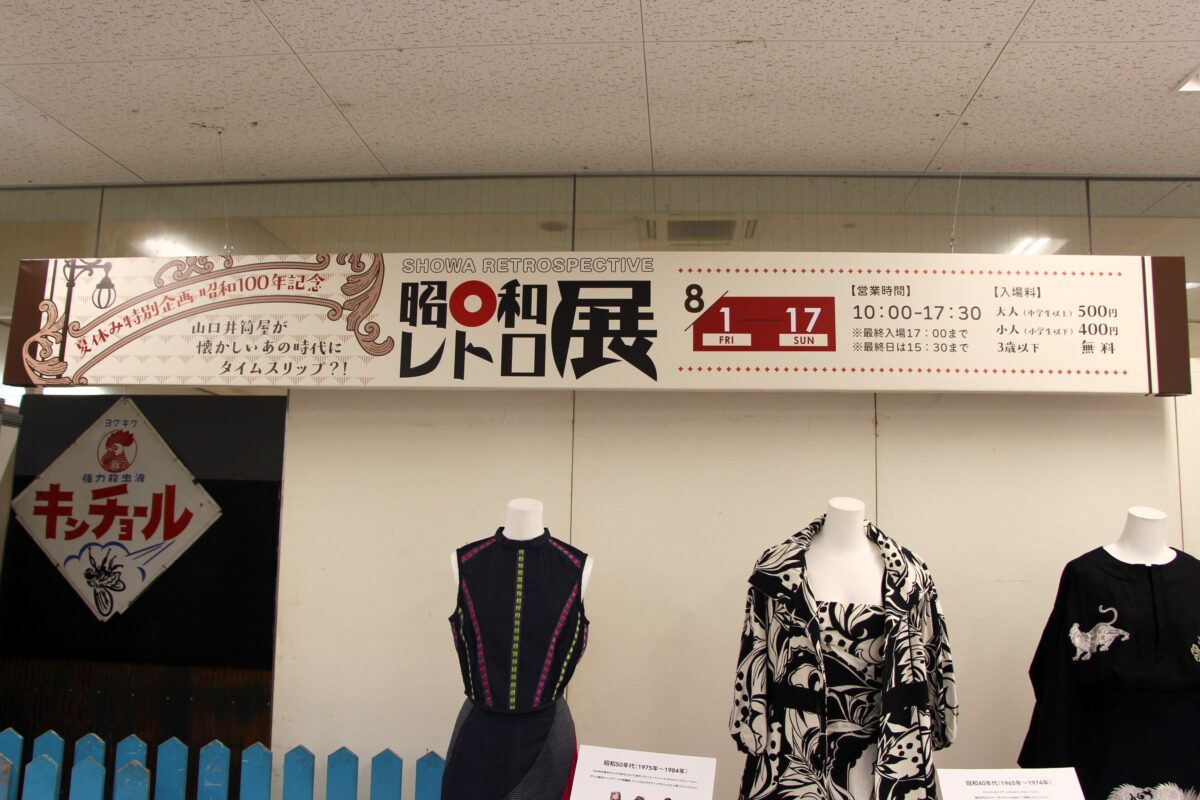 夏休み特別企画 昭和100年記念
山口井筒屋が
懐かしいあの時代に
タイムスリップ?!
SHOWA RETROSPECTIVE
昭和
レトロ
展
8/1 FRI — 17 SUN
【営業時間】
10:00-17:30
※最終入場17:00まで
※最終日は15:30まで
【入場料】
大人（中学生以上）500円
小人（小学生以下）400円
3歳以下 無料
ヨクキク
強力殺虫液
キンチョール
昭和50年代（1975年〜1984年）
昭和40年代（1965年〜1974年）